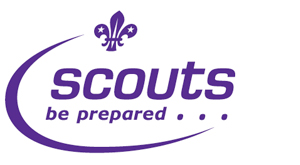 scouts
be prepared . . .